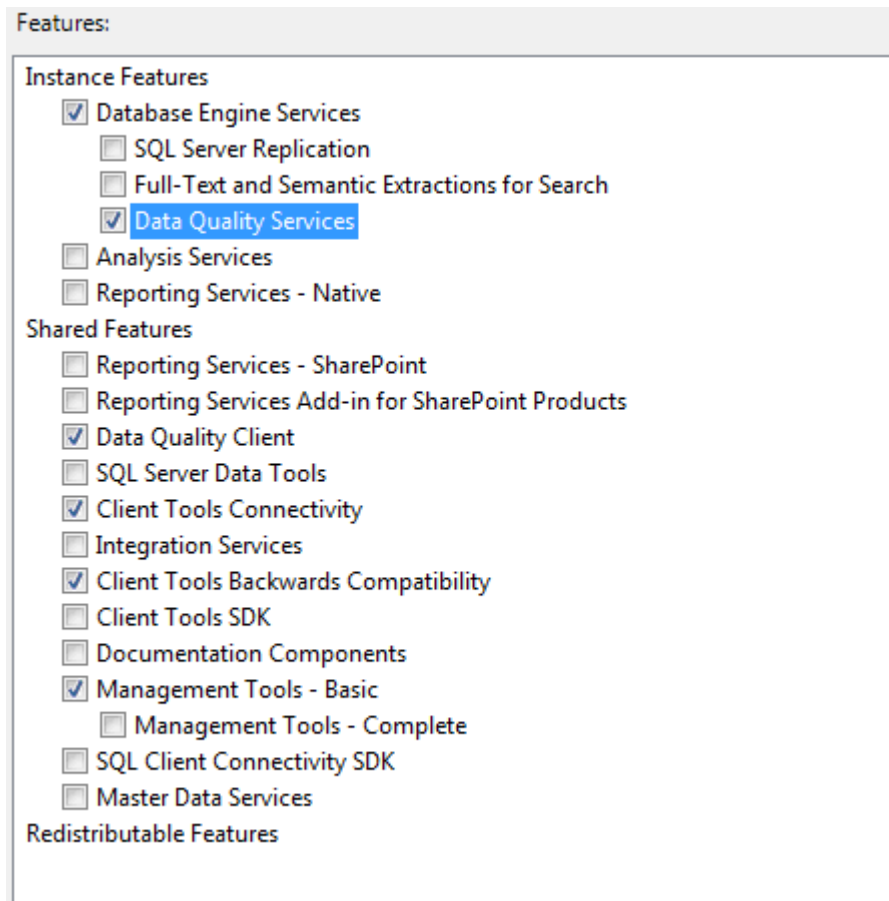 Features:
Instance Features
Database Engine Services
SQL Server Replication
Full-Text and Semantic Extractions for Search
Data Quality Services
Analysis Services
Reporting Services - Native
Shared Features
Reporting Services - SharePoint
Reporting Services Add-in for SharePoint Products
Data Quality Client
SQL Server Data Tools
Client Tools Connectivity
Integration Services
Client Tools Backwards Compatibility
Client Tools SDK
Documentation Components
Management Tools - Basic
Management Tools - Complete
SQL Client Connectivity SDK
Master Data Services
Redistributable Features